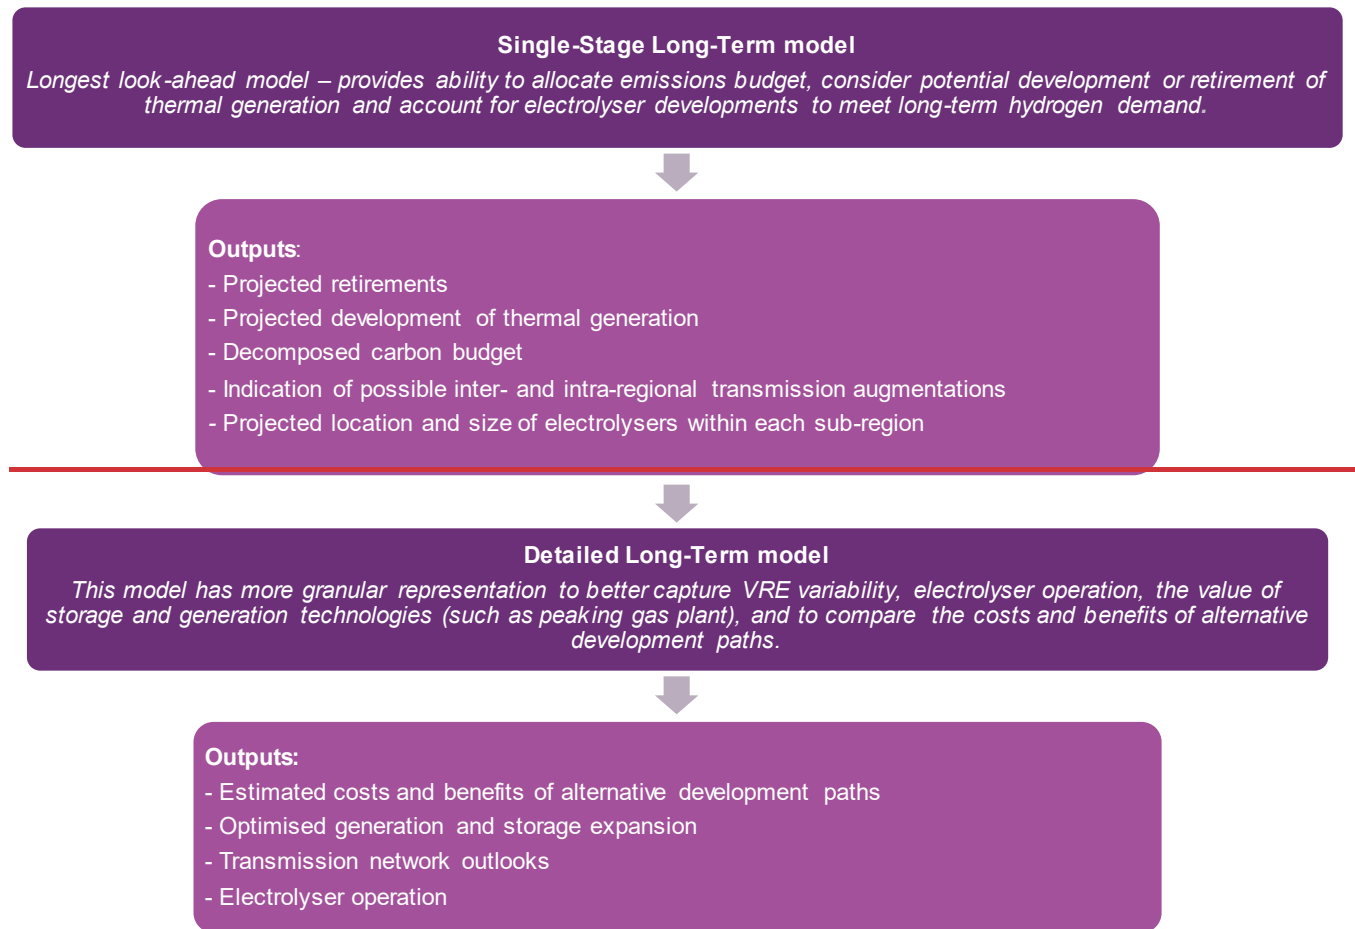 Single-Stage Long-Term model
Longest look-ahead model – provides ability to allocate emissions budget, consider potential development or retirement of
thermal generation and account for electrolyser developments to meet long-term hydrogen demand.
Outputs:
- Projected retirements
- Projected development of thermal generation
- Decomposed carbon budget
- Indication of possible inter- and intra-regional transmission augmentations
- Projected location and size of electrolysers within each sub-region
Detailed Long-Term model
This model has more granular representation to better capture VRE variability, electrolyser operation, the value of
storage and generation technologies (such as peaking gas plant), and to compare the costs and benefits of alternative
development paths.
Outputs:
- Estimated costs and benefits of alternative development paths
- Optimised generation and storage expansion
- Transmission network outlooks
- Electrolyser operation